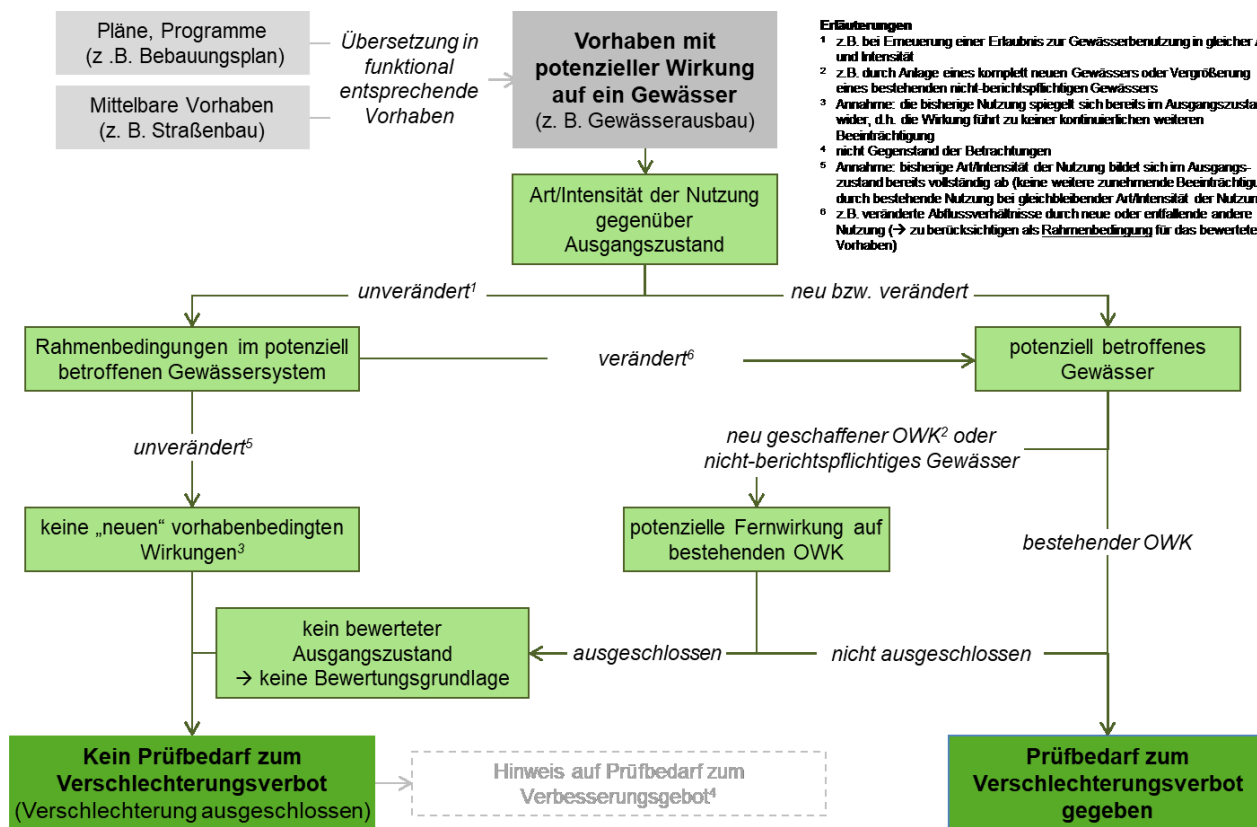 Pläne, Programme
(z .B. Bebauungsplan)
Mittelbare Vorhaben
(z. B. Straßenbau)
Übersetzung in
funktional
entsprechende
Vorhaben
Vorhaben mit
potenzieller Wirkung
auf ein Gewässer
(z. B. Gewässerausbau)
Erläuterungen
¹ z.B. bei Erneuerung einer Erlaubnis zur Gewässerbenutzung in gleicher
und Intensität
² z.B. durch Anlage eines komplett neuen Gewässers oder Vergrößerung
eines bestehenden nicht-berichtspflichtigen Gewässers
³ Annahme: die bisherige Nutzung spiegelt sich bereits im Ausgangszusta
wider, d.h. die Wirkung führt zu keiner kontinuierlichen weiteren
Beeinträchtigung
⁴ nicht Gegenstand der Betrachtungen
⁵ Annahme: bisherige Art/Intensität der Nutzung bildet sich im Ausgangs-
zustand bereits vollständig ab (keine weitere zunehmende Beeinträchtigu
durch bestehende Nutzung bei gleichbleibender Art/Intensität der Nutzun
⁶ z.B. veränderte Abflussverhältnisse durch neue oder entfallende andere
Nutzung (→ zu berücksichtigen als Rahmenbedingung für das bewertete
Vorhaben)
Art/Intensität der Nutzung
gegenüber
Ausgangszustand
unverändert¹
neu bzw. verändert
Rahmenbedingungen im potenziell
betroffenen Gewässersystem
verändert⁶
potenziell betroffenes
Gewässer
unverändert⁵
neu geschaffener OWK² oder
nicht-berichtspflichtiges Gewässer
keine „neuen“ vorhabenbedingten
Wirkungen³
potenzielle Fernwirkung auf
bestehenden OWK
bestehender OWK
kein bewerteter
Ausgangszustand
→ keine Bewertungsgrundlage
ausgeschlossen
nicht ausgeschlossen
Kein Prüfbedarf zum
Verschlechterungsverbot
(Verschlechterung ausgeschlossen)
Hinweis auf Prüfbedarf zum
Verbesserungsgebot⁴
Prüfbedarf zum
Verschlechterungsverbot
gegeben